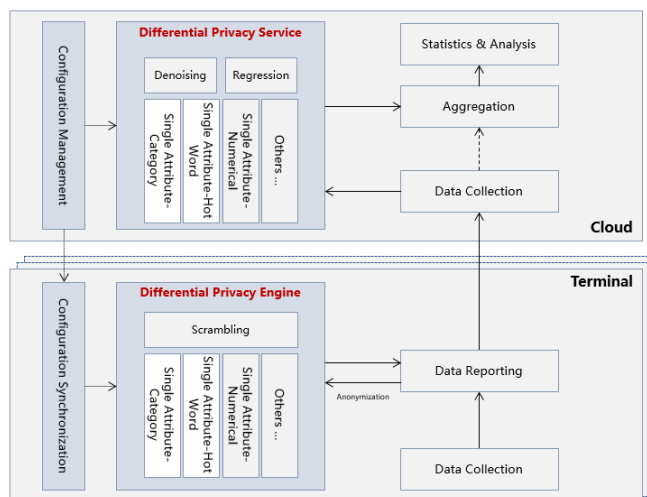 Configuration Management
Differential Privacy Service
Denoising
Regression
Single Attribute-
Category
Single Attribute-Hot
Word
Single Attribute-
Numerical
Others ...
Statistics & Analysis
Aggregation
Data Collection
Cloud
Terminal
Configuration Synchronization
Differential Privacy Engine
Scrambling
Single Attribute-
Category
Single Attribute-Hot
Word
Single Attribute-
Numerical
Others ...
Data Reporting
Anonymization
Data Collection